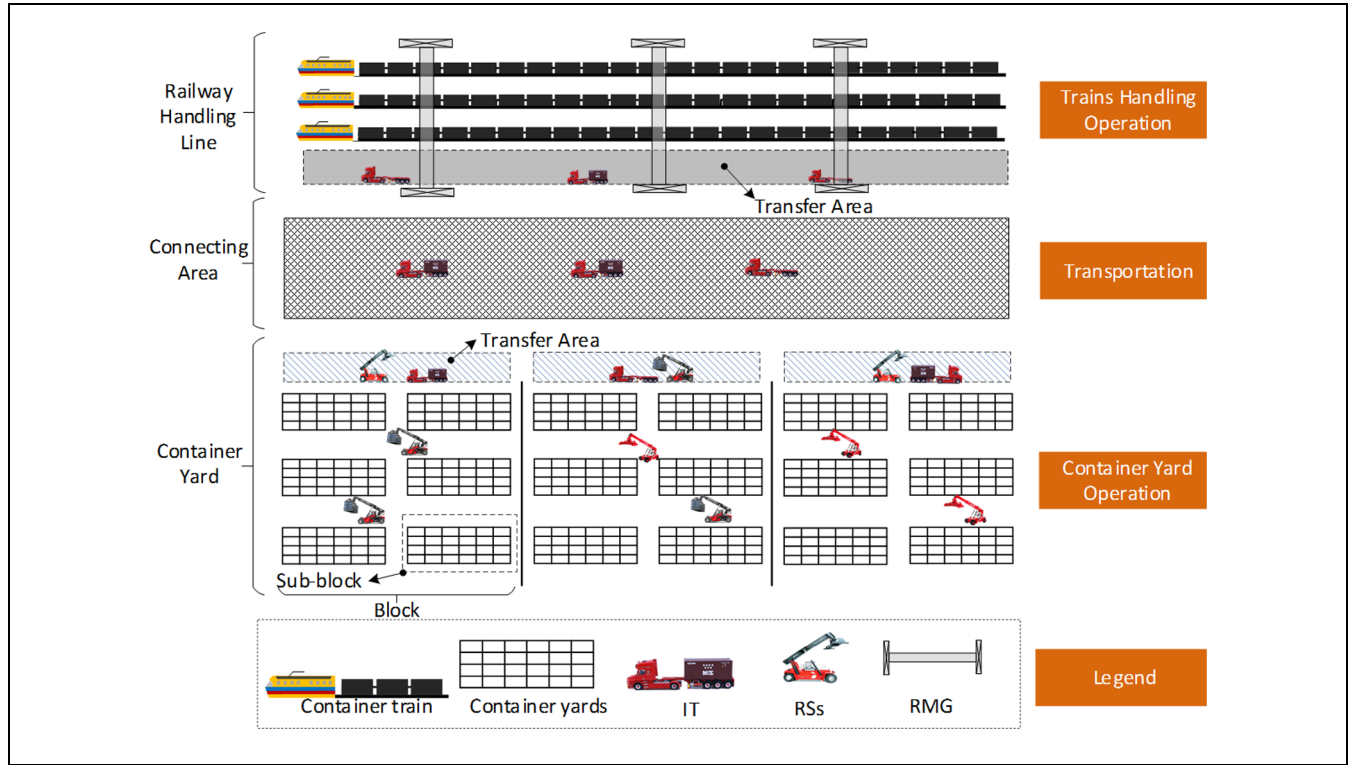 Railway
Handling
Line
Trains Handling
Operation
Transfer Area
Connecting
Area
Transportation
Transfer Area
Container
Yard
Container Yard
Operation
Sub-block
Block
Container train
Container yards
IT
RSs
RMG
Legend